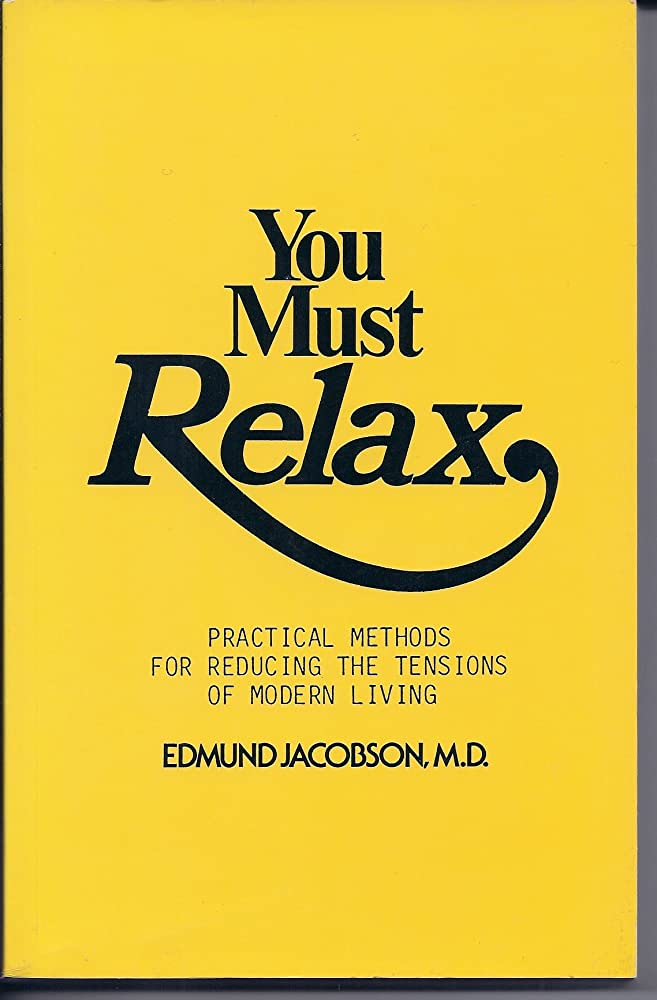 You
Must
Relax
PRACTICAL METHODS
FOR REDUCING THE TENSIONS
OF MODERN LIVING
EDMUND JACOBSON, M.D.